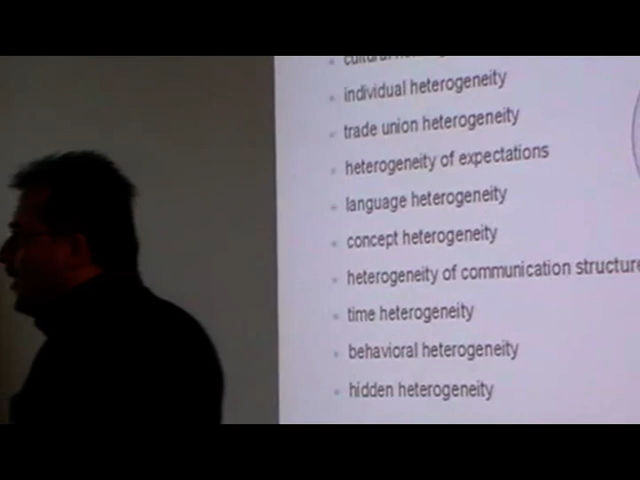 individual heterogeneity
trade union heterogeneity
heterogeneity of expectations
language heterogeneity
concept heterogeneity
heterogeneity of communication structure
time heterogeneity
behavioral heterogeneity
hidden heterogeneity